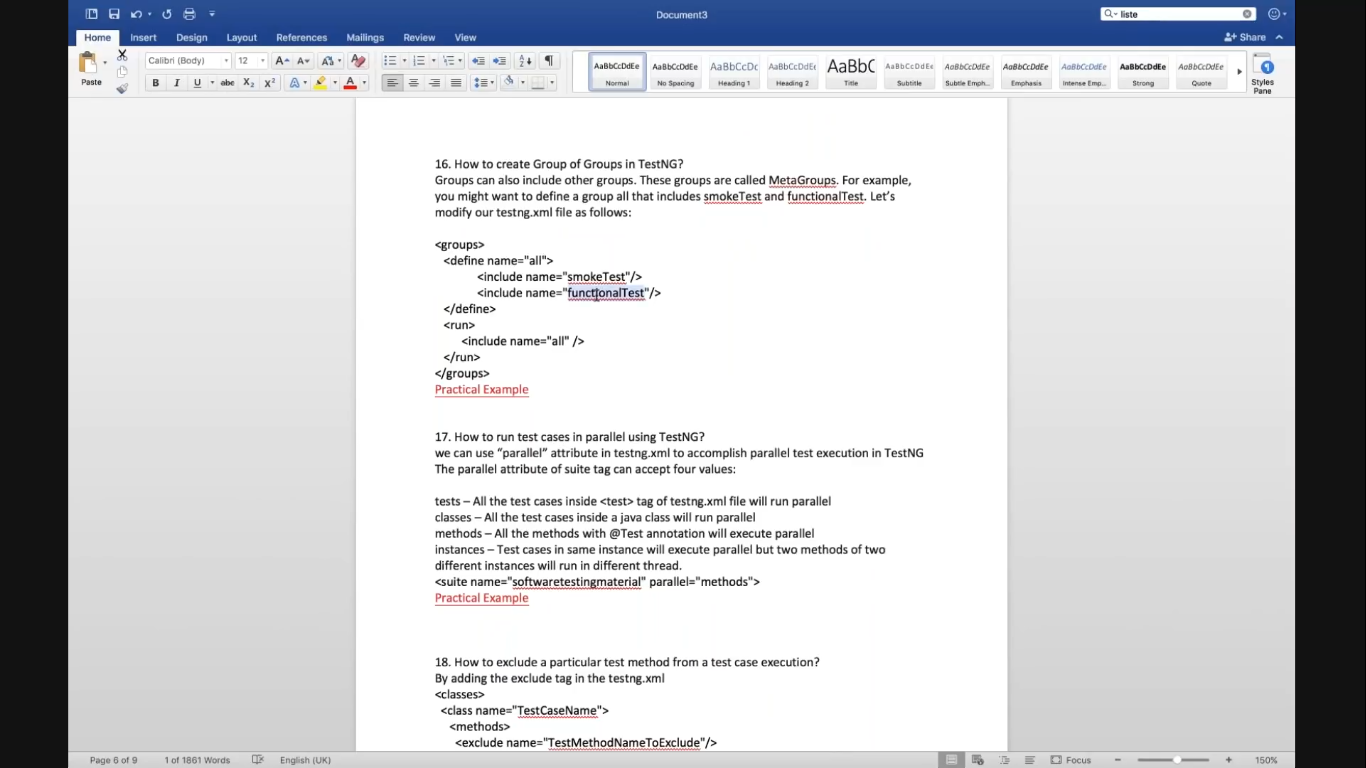 Document3
liste
Home Insert Design Layout References Mailings Review View
Share
Paste
Calibri (Body) 12
B I U abc X₂ X²
AaBbCcDdEe AaBbCcDdEe AaBbCcDc AaBbCcDdEe AaBbC AaBbCcDdEe AaBbCcDdEe AaBbCcDdEe AaBbCcDdEe AaBbCcDdEe AaBbCcDdEe
Normal No Spacing Heading 1 Heading 2 Title Subtitle Subtle Emph... Emphasis Intense Emp... Strong Quote
Styles
Pane
16. How to create Group of Groups in TestNG?
Groups can also include other groups. These groups are called MetaGroups. For example,
you might want to define a group all that includes smokeTest and functionalTest. Let’s
modify our testng.xml file as follows:
<groups>
<define name="all">
<include name="smokeTest"/>
<include name="functionalTest"/>
</define>
<run>
<include name="all" />
</run>
</groups>
Practical Example
17. How to run test cases in parallel using TestNG?
we can use “parallel” attribute in testng.xml to accomplish parallel test execution in TestNG
The parallel attribute of suite tag can accept four values:
tests – All the test cases inside <test> tag of testng.xml file will run parallel
classes – All the test cases inside a java class will run parallel
methods – All the methods with @Test annotation will execute parallel
instances – Test cases in same instance will execute parallel but two methods of two
different instances will run in different thread.
<suite name="softwaretestingmaterial" parallel="methods">
Practical Example
18. How to exclude a particular test method from a test case execution?
By adding the exclude tag in the testng.xml
<classes>
<class name="TestCaseName">
<methods>
<exclude name="TestMethodNameToExclude"/>
Page 6 of 9 1 of 1861 Words English (UK) Focus 150%